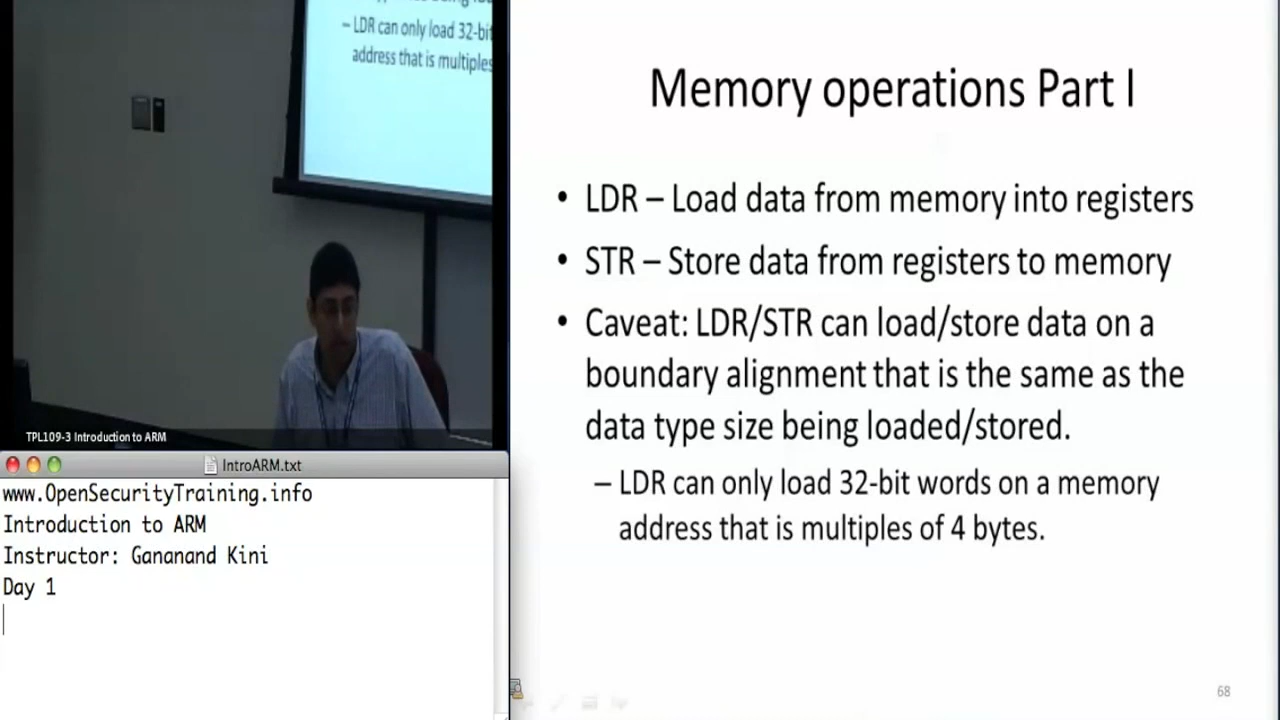 – LDR can only load 32-bit
address that is multiples
TPL109-3 Introduction to ARM
IntroARM.txt
www.OpenSecurityTraining.info
Introduction to ARM
Instructor: Gananand Kini
Day 1
Memory operations Part I
• LDR – Load data from memory into registers
• STR – Store data from registers to memory
• Caveat: LDR/STR can load/store data on a
boundary alignment that is the same as the
data type size being loaded/stored.
– LDR can only load 32-bit words on a memory
address that is multiples of 4 bytes.
68